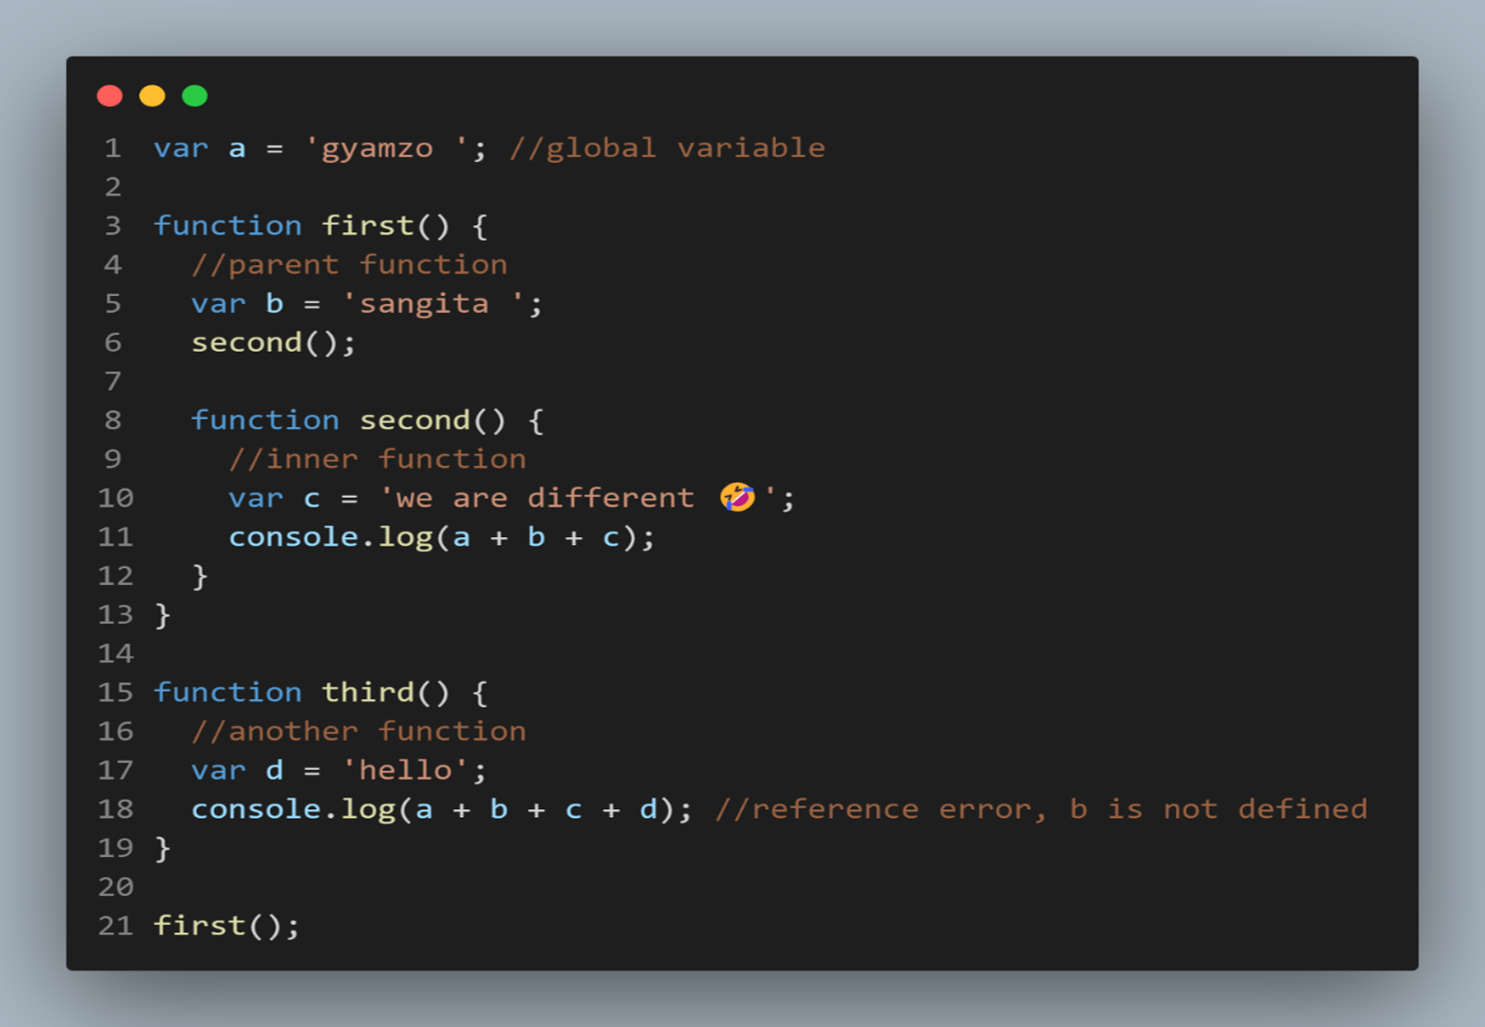 1 var a = 'gyamzo '; //global variable
2
3 function first() {
4   //parent function
5   var b = 'sangita ';
6   second();
7
8   function second() {
9     //inner function
10     var c = 'we are different 🤣';
11     console.log(a + b + c);
12   }
13 }
14
15 function third() {
16   //another function
17   var d = 'hello';
18   console.log(a + b + c + d); //reference error, b is not defined
19 }
20
21 first();